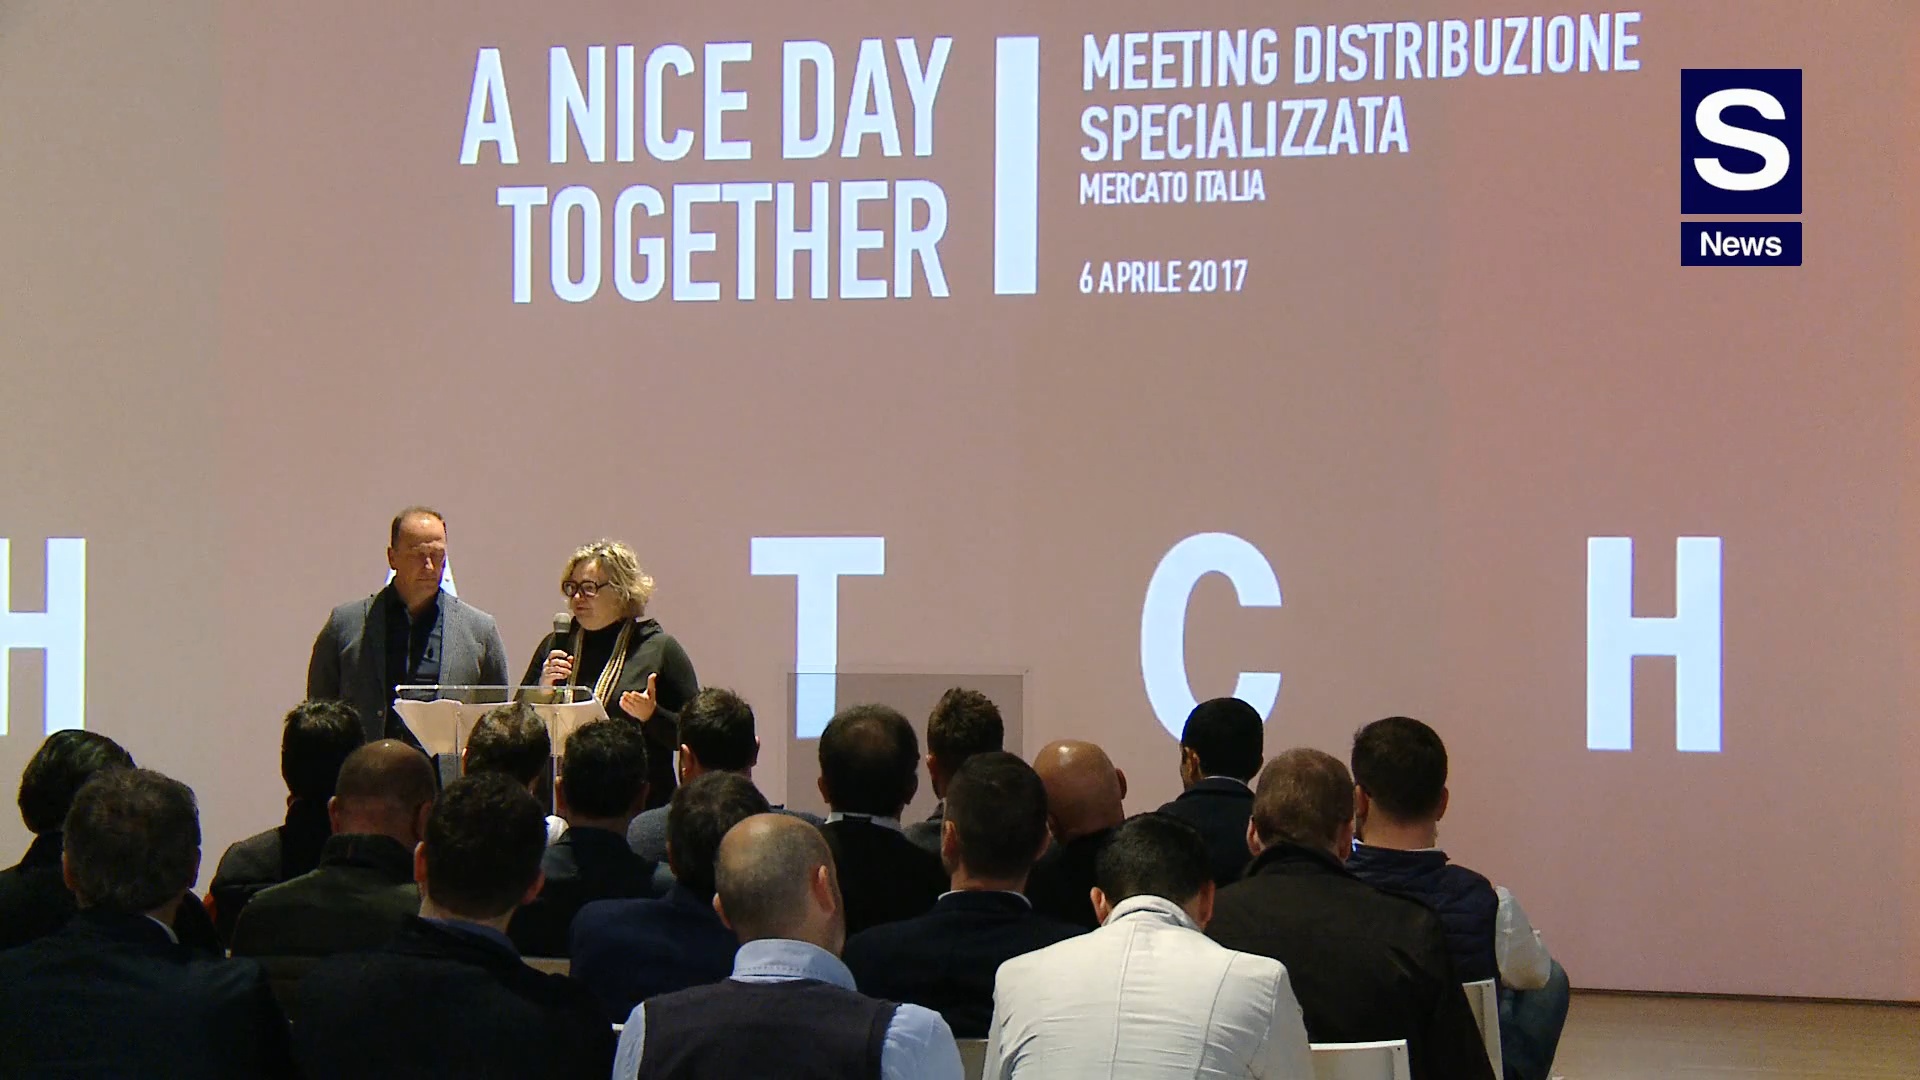 A NICE DAY
TOGETHER
MEETING DISTRIBUZIONE
SPECIALIZZATA
MERCATO ITALIA
6 APRILE 2017
S
News
H A T C H